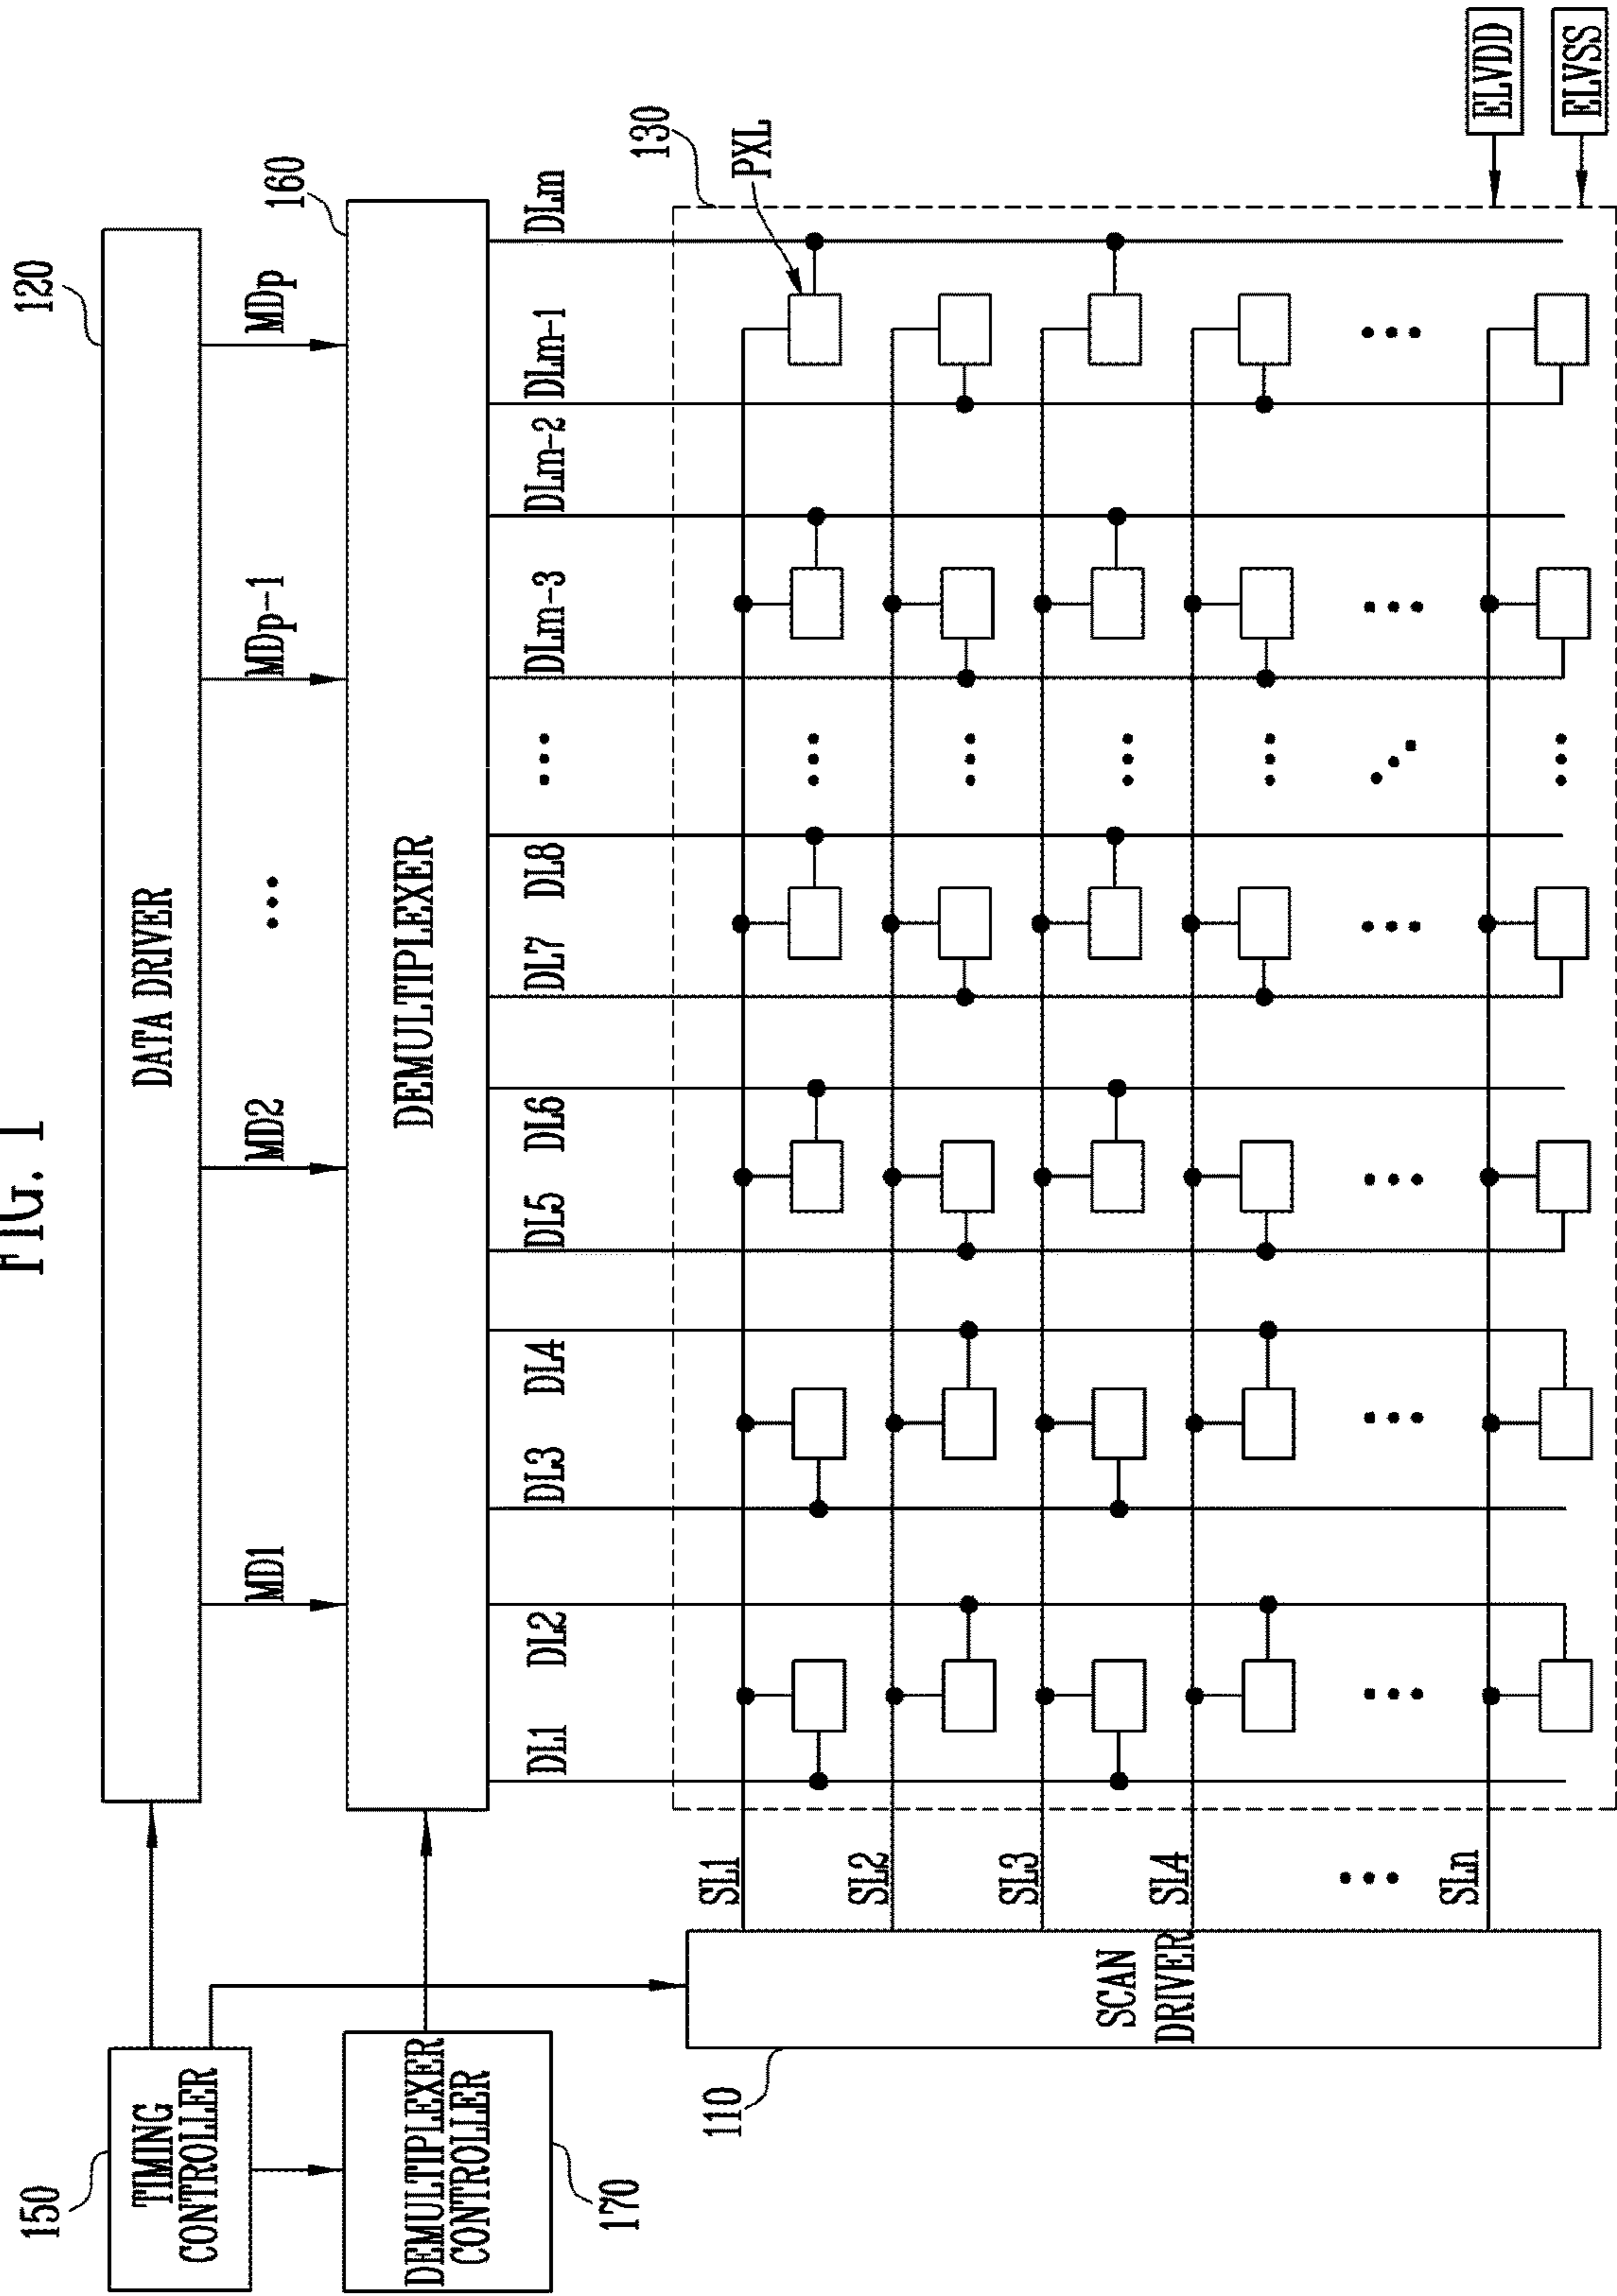 FIG. 1
120
DATA DRIVER
150
TIMING
CONTROLLER
MD1
MD2
...
MDp-1
MDp
160
DEMULTIPLEXER
DEMULTIPLEXER
CONTROLLER
170
DL1
DL2
DL3
DL4
DL5
DL6
DL7
DL8
...
DLm-3
DLm-2
DLm-1
DLm
130
PXL
SL1
SL2
SL3
SL4
...
SLn
110
SCAN
DRIVER
ELVDD
ELVSS